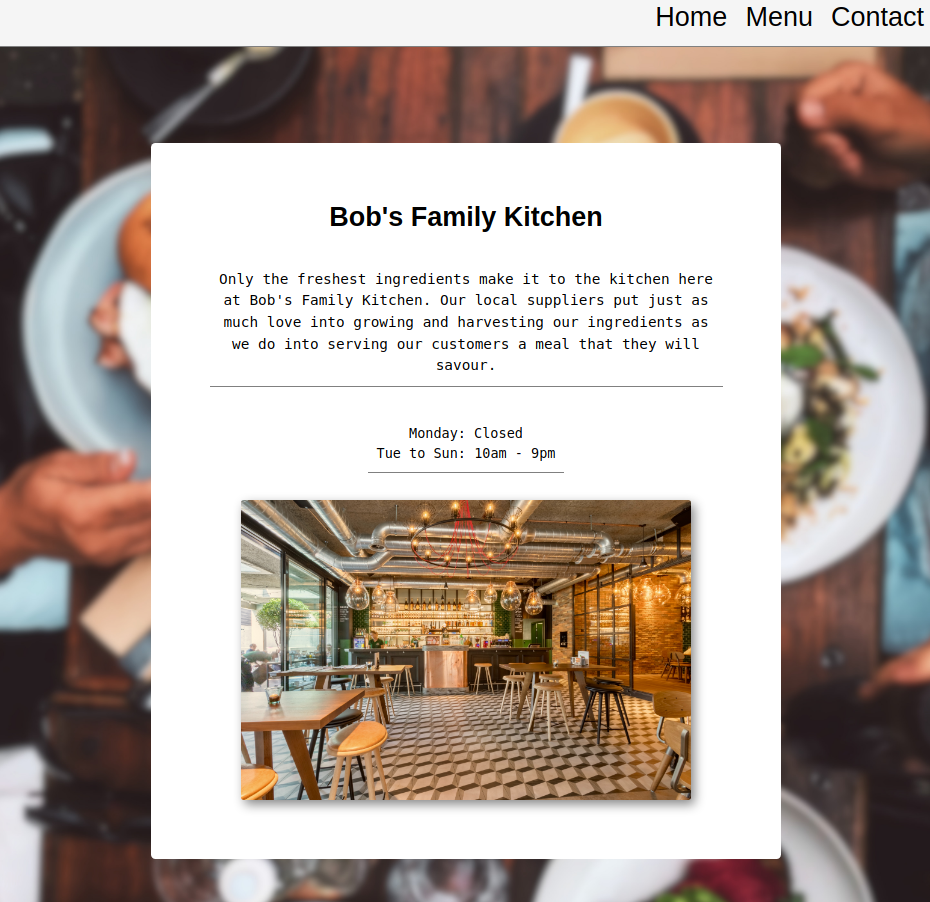 Home Menu Contact
Bob's Family Kitchen
Only the freshest ingredients make it to the kitchen here
at Bob's Family Kitchen. Our local suppliers put just as
much love into growing and harvesting our ingredients as
we do into serving our customers a meal that they will
savour.
Monday: Closed
Tue to Sun: 10am - 9pm